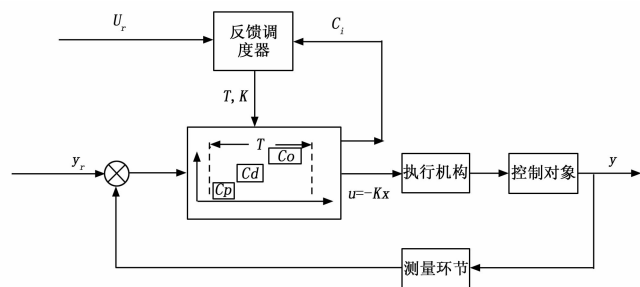 U_r
反馈调
度器
C_i
T, K
T
Co
Cd
Cp
y_r
u=-Kx
执行机构
控制对象
y
测量环节